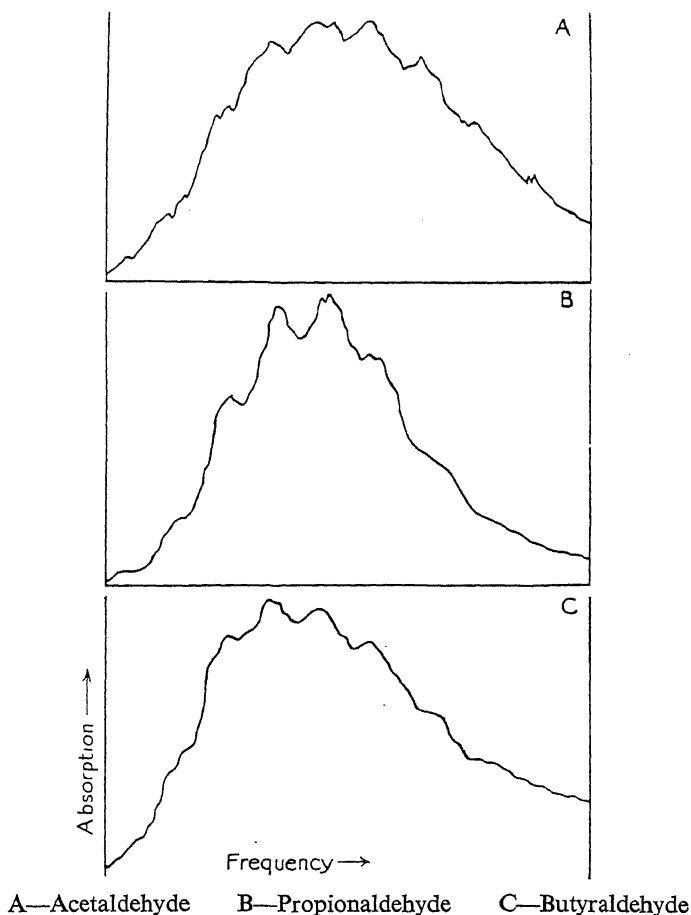 A
B
C
Absorption →
Frequency →
A—Acetaldehyde B—Propionaldehyde C—Butyraldehyde